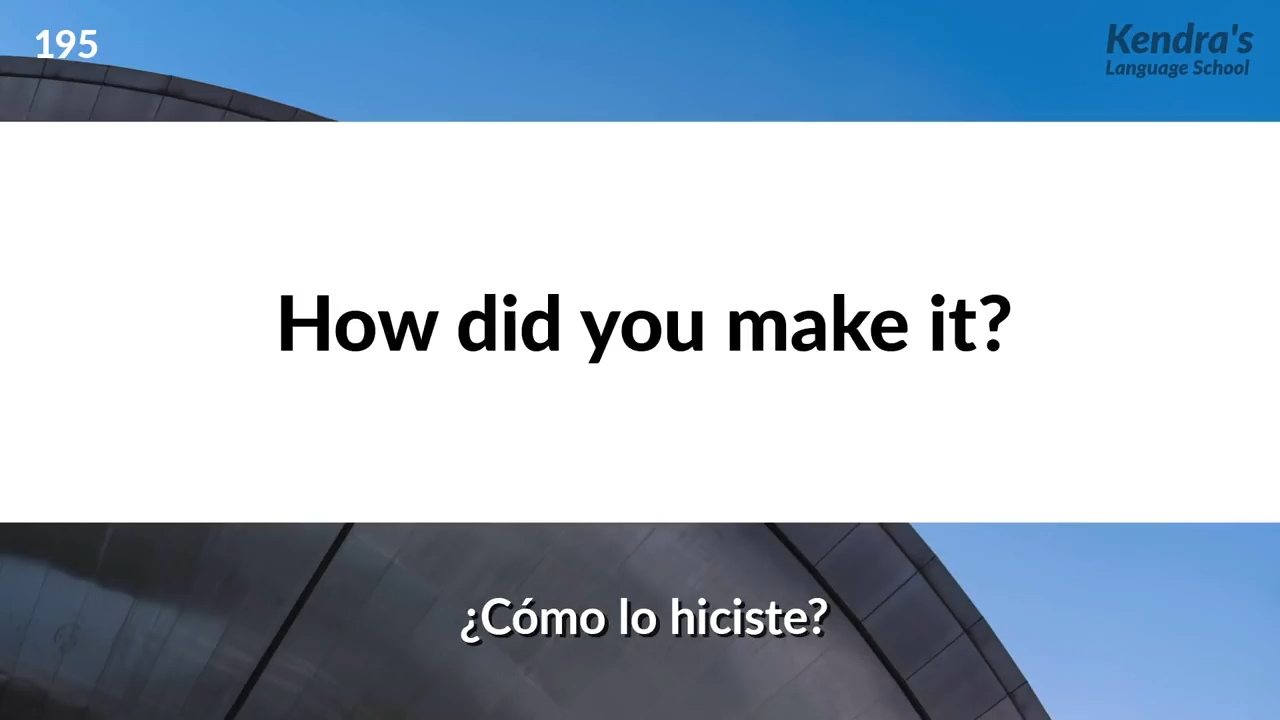 195
Kendra's
Language School
How did you make it?
¿Cómo lo hiciste?